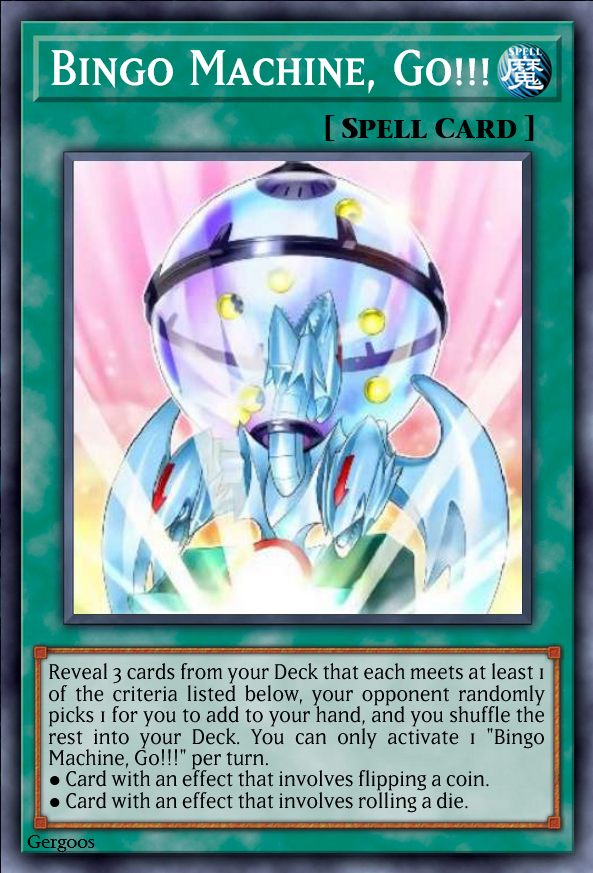 Bingo Machine, Go!!!
SPELL
魔
[ Spell Card ]
Reveal 3 cards from your Deck that each meets at least 1
of the criteria listed below, your opponent randomly
picks 1 for you to add to your hand, and you shuffle the
rest into your Deck. You can only activate 1 "Bingo
Machine, Go!!!" per turn.
● Card with an effect that involves flipping a coin.
● Card with an effect that involves rolling a die.
Gergoos